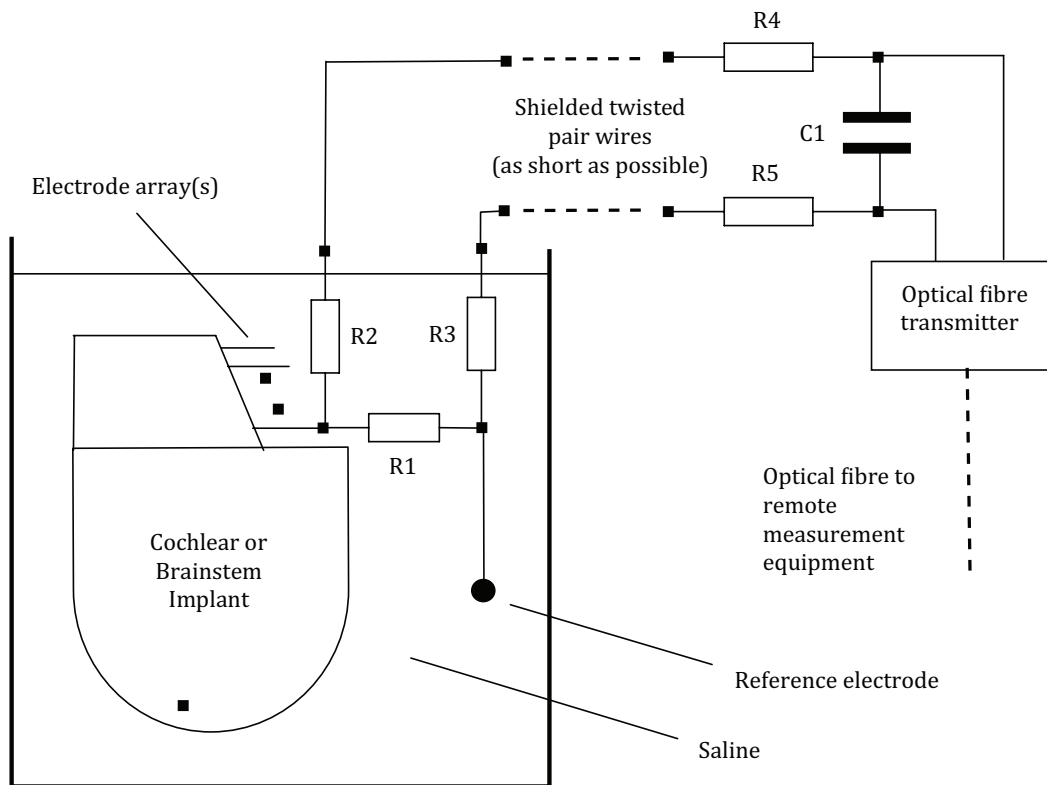 R4
Shielded twisted
pair wires
(as short as possible)
C1
R5
Electrode array(s)
Optical fibre
transmitter
R2
R3
R1
Optical fibre to
remote
measurement
equipment
Cochlear or
Brainstem
Implant
Reference electrode
Saline